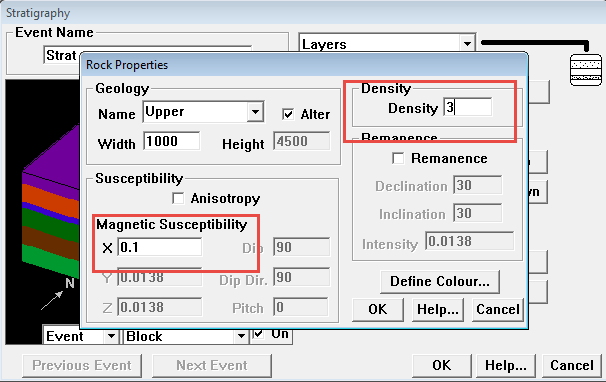 Stratigraphy
Event Name
Strat
Layers
Rock Properties
Geology
Name Upper Alter
Width 1000 Height 4500
Density
Density 3
Remanence
Remanence
Declination 30
Inclination 30
Intensity 0.0138
Susceptibility
Anisotropy
Magnetic Susceptibility
X 0.1 Dip 90
Y 0.0138 Dip Dir. 90
Z 0.0138 Pitch 0
Define Colour...
OK Help... Cancel
N
Event Block On
Previous Event Next Event OK Help... Cancel